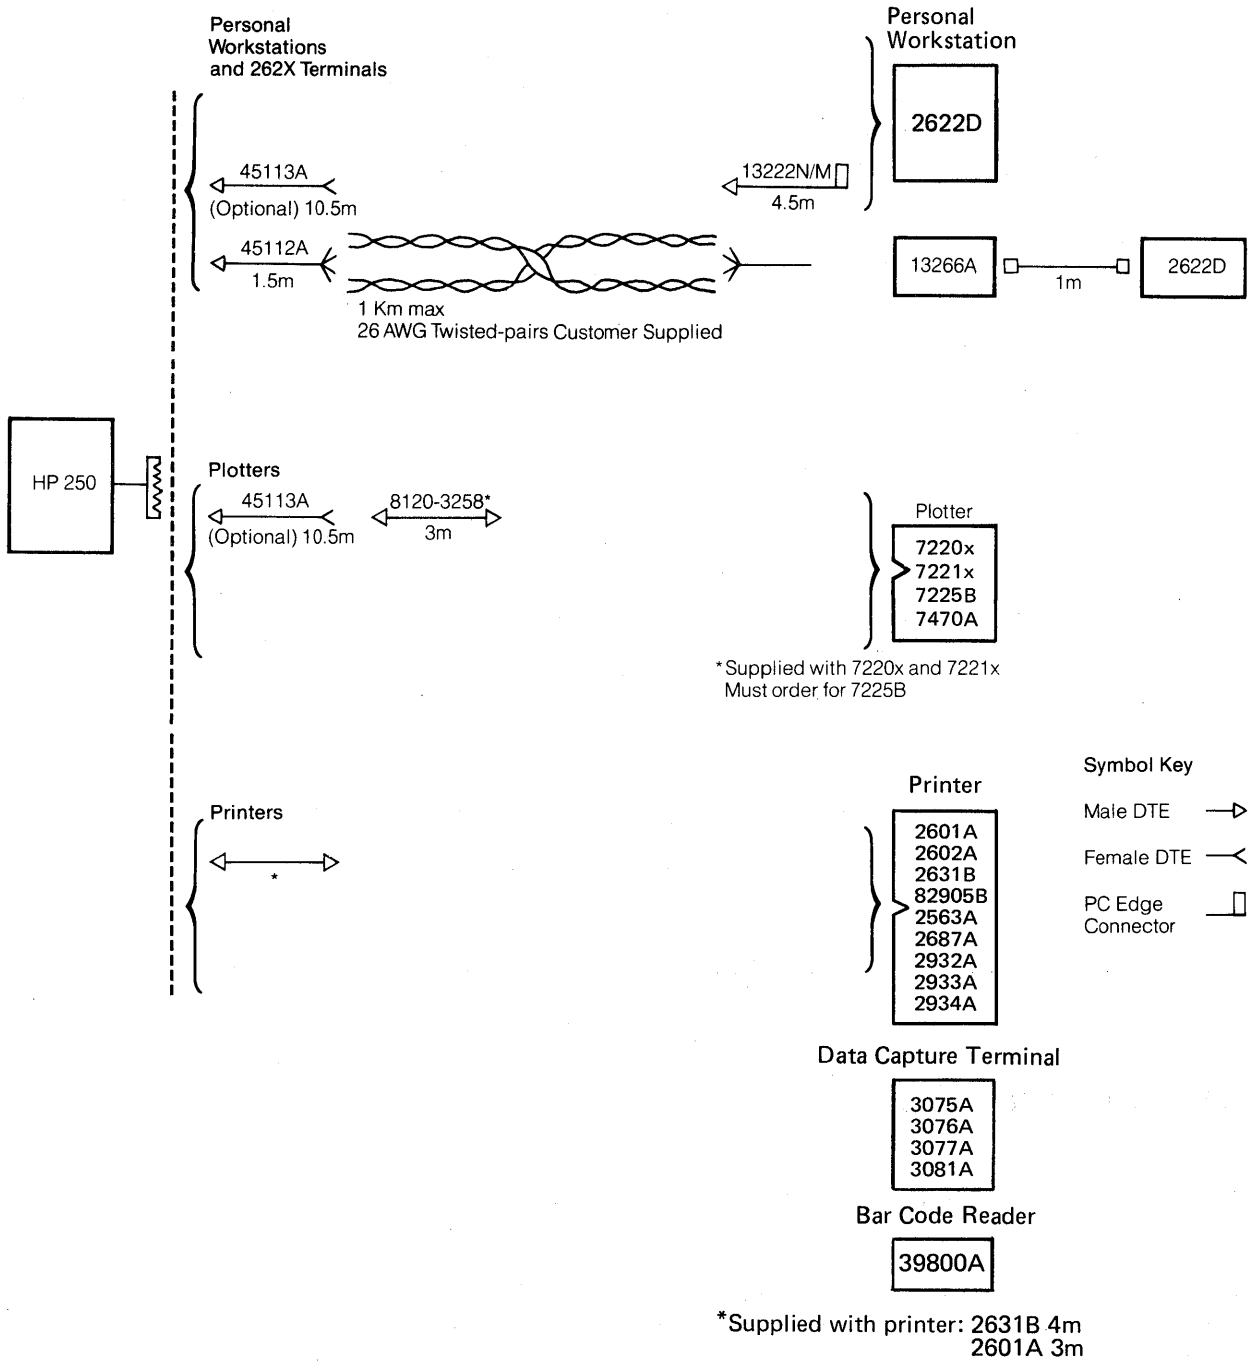 Personal
Workstations
and 262X Terminals
Personal
Workstation
2622D
45113A
(Optional) 10.5m
13222N/M
4.5m
45112A
1.5m
1 Km max
26 AWG Twisted-pairs Customer Supplied
13266A
1m
2622D
HP 250
Plotters
45113A
(Optional) 10.5m
8120-3258*
3m
Plotter
7220x
7221x
7225B
7470A
*Supplied with 7220x and 7221x
Must order for 7225B
Printers
*
Printer
2601A
2602A
2631B
82905B
2563A
2687A
2932A
2933A
2934A
Symbol Key
Male DTE
Female DTE
PC Edge
Connector
Data Capture Terminal
3075A
3076A
3077A
3081A
Bar Code Reader
39800A
*Supplied with printer: 2631B 4m
2601A 3m